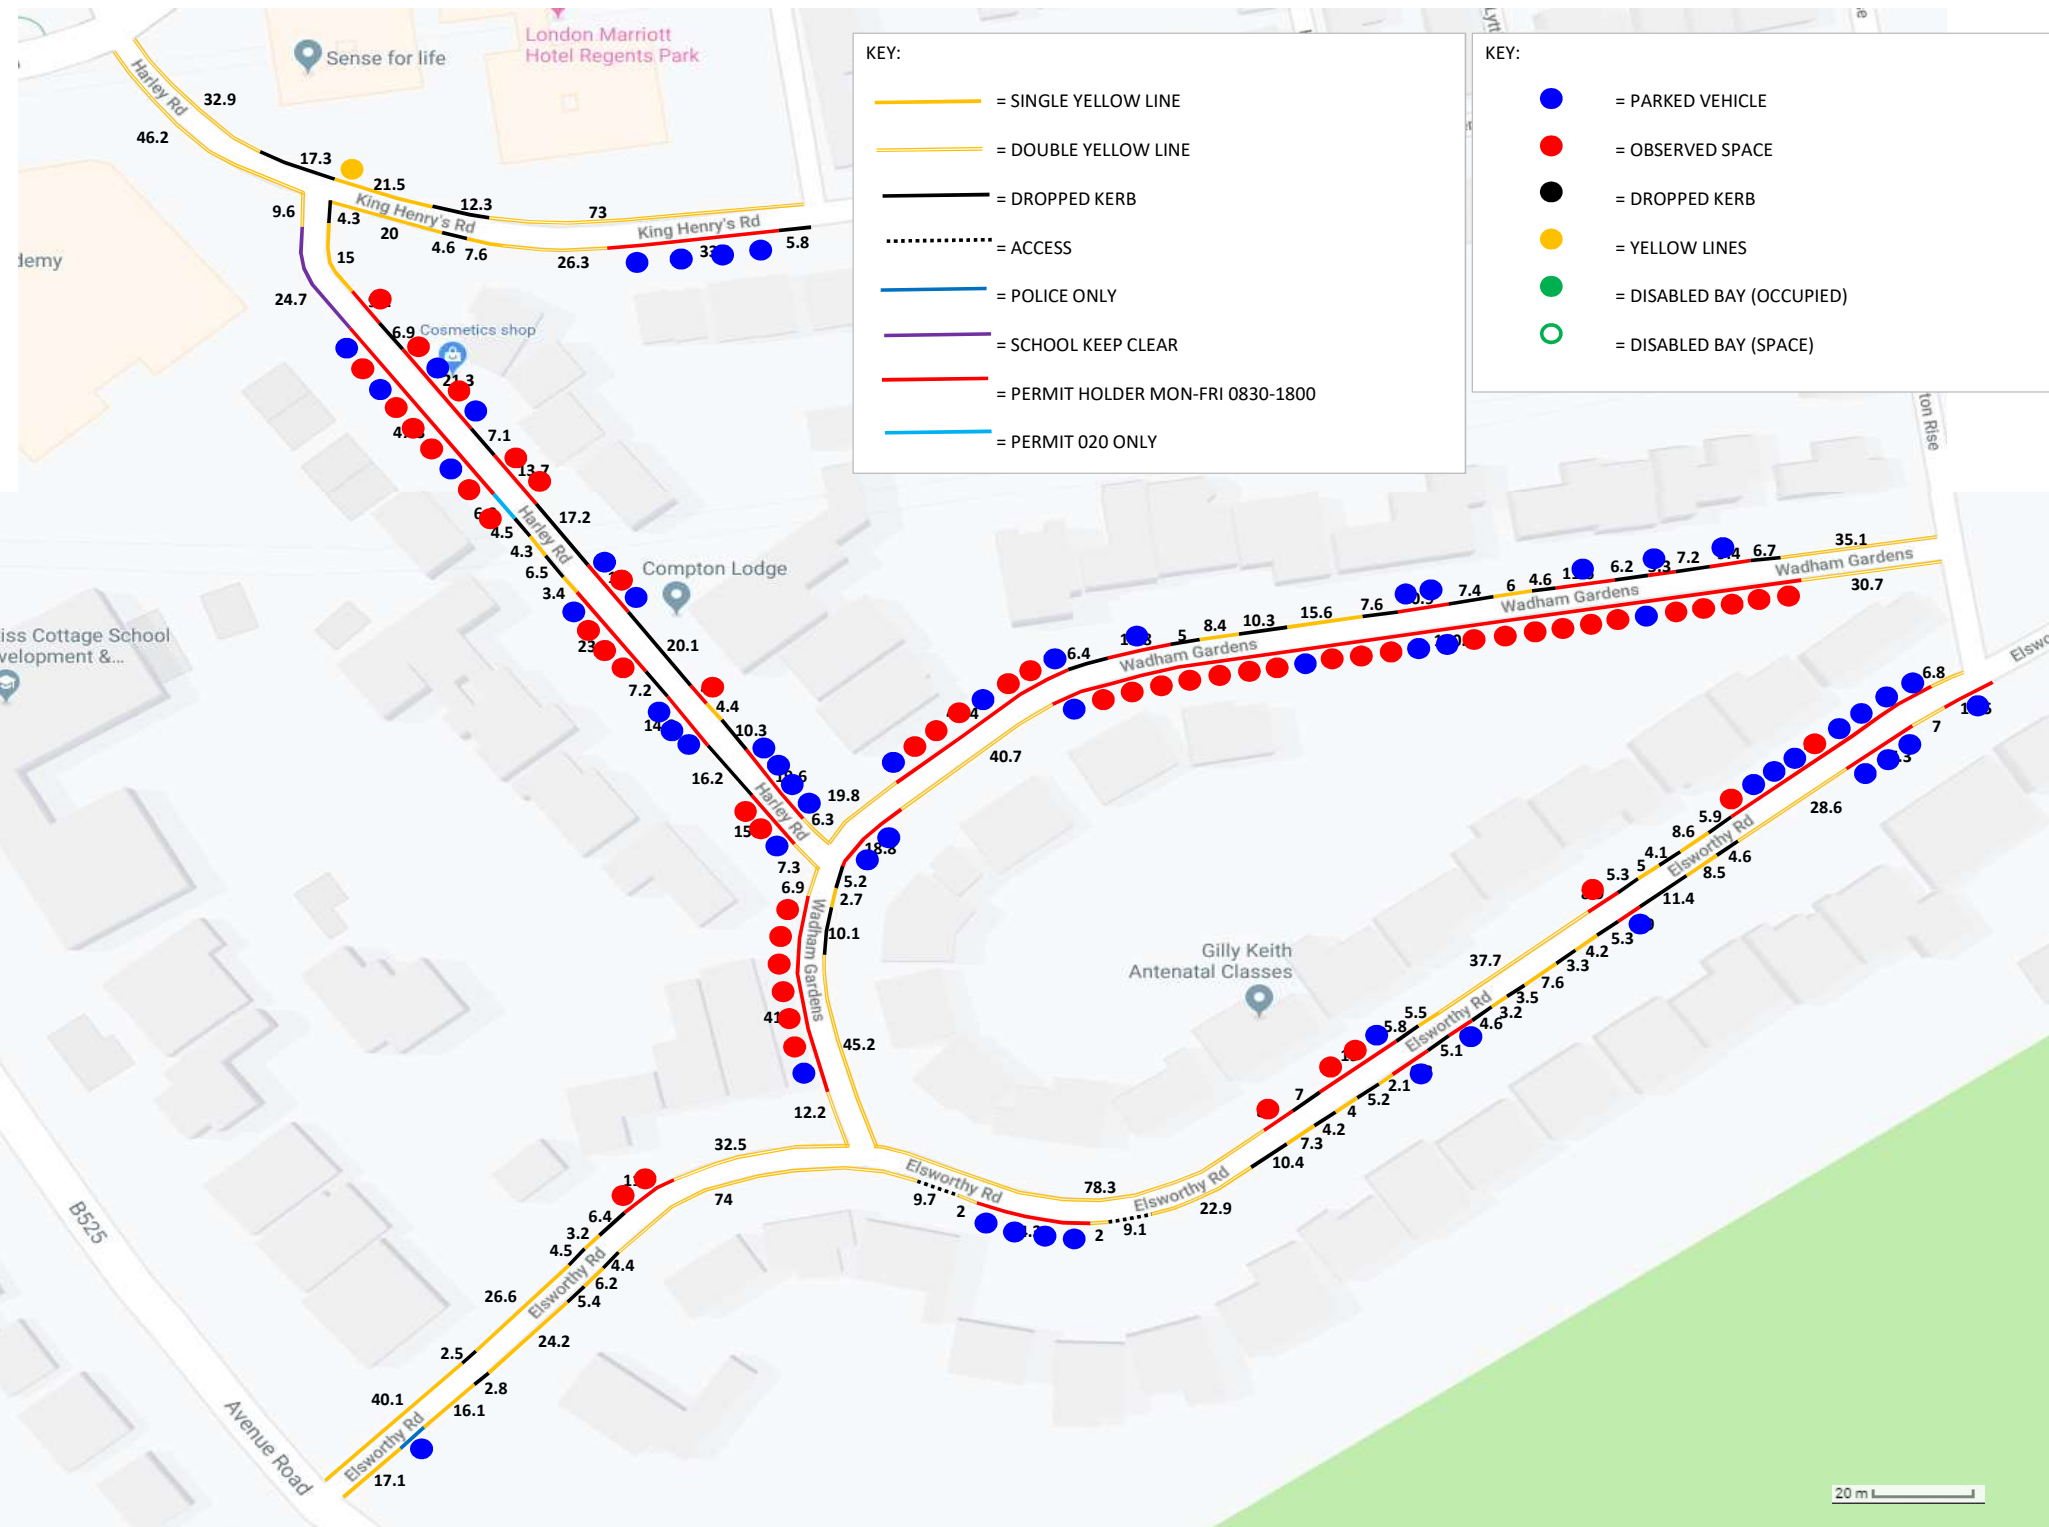 London Marriott
Hotel Regents Park
Sense for life
Harley Rd
32.9
46.2
17.3
21.5
King Henry's Rd
12.3
73
King Henry's Rd
9.6
4.3
20
4.6
7.6
26.3
5.8
15
24.7
demy
KEY:
= SINGLE YELLOW LINE
= DOUBLE YELLOW LINE
= DROPPED KERB
= ACCESS
= POLICE ONLY
= SCHOOL KEEP CLEAR
= PERMIT HOLDER MON-FRI 0830-1800
= PERMIT 020 ONLY
KEY:
= PARKED VEHICLE
= OBSERVED SPACE
= DROPPED KERB
= YELLOW LINES
= DISABLED BAY (OCCUPIED)
= DISABLED BAY (SPACE)
ton Rise
6.9
Cosmetics shop
21.3
7.1
13.7
17.2
4.5
Harley Rd
4.3
6.5
3.4
Compton Lodge
20.1
7.2
4.4
10.3
16.2
Harley Rd
19.8
6.3
7.3
6.9
18.8
5.2
2.7
10.1
Wadham Gardens
45.2
12.2
iss Cottage School
velopment &...
6.4
5
8.4
10.3
15.6
7.6
7.4
6
4.6
6.2
7.2
6.7
35.1
Wadham Gardens
30.7
Wadham Gardens
Wadham Gardens
40.7
Elswo
6.8
7
28.6
5.9
8.6
Elsworthy Rd
4.1
5
5.3
4.6
8.5
11.4
5.3
4.2
3.3
7.6
3.5
3.2
4.6
5.1
37.7
Elsworthy Rd
5.5
5.8
Gilly Keith
Antenatal Classes
7
2.1
5.2
4
4.2
7.3
10.4
32.5
74
Elsworthy Rd
9.7
2
78.3
Elsworthy Rd
22.9
9.1
2
6.4
3.2
4.5
Elsworthy Rd
4.4
6.2
5.4
26.6
24.2
2.5
2.8
40.1
16.1
Elsworthy Rd
17.1
B525
Avenue Road
20 m